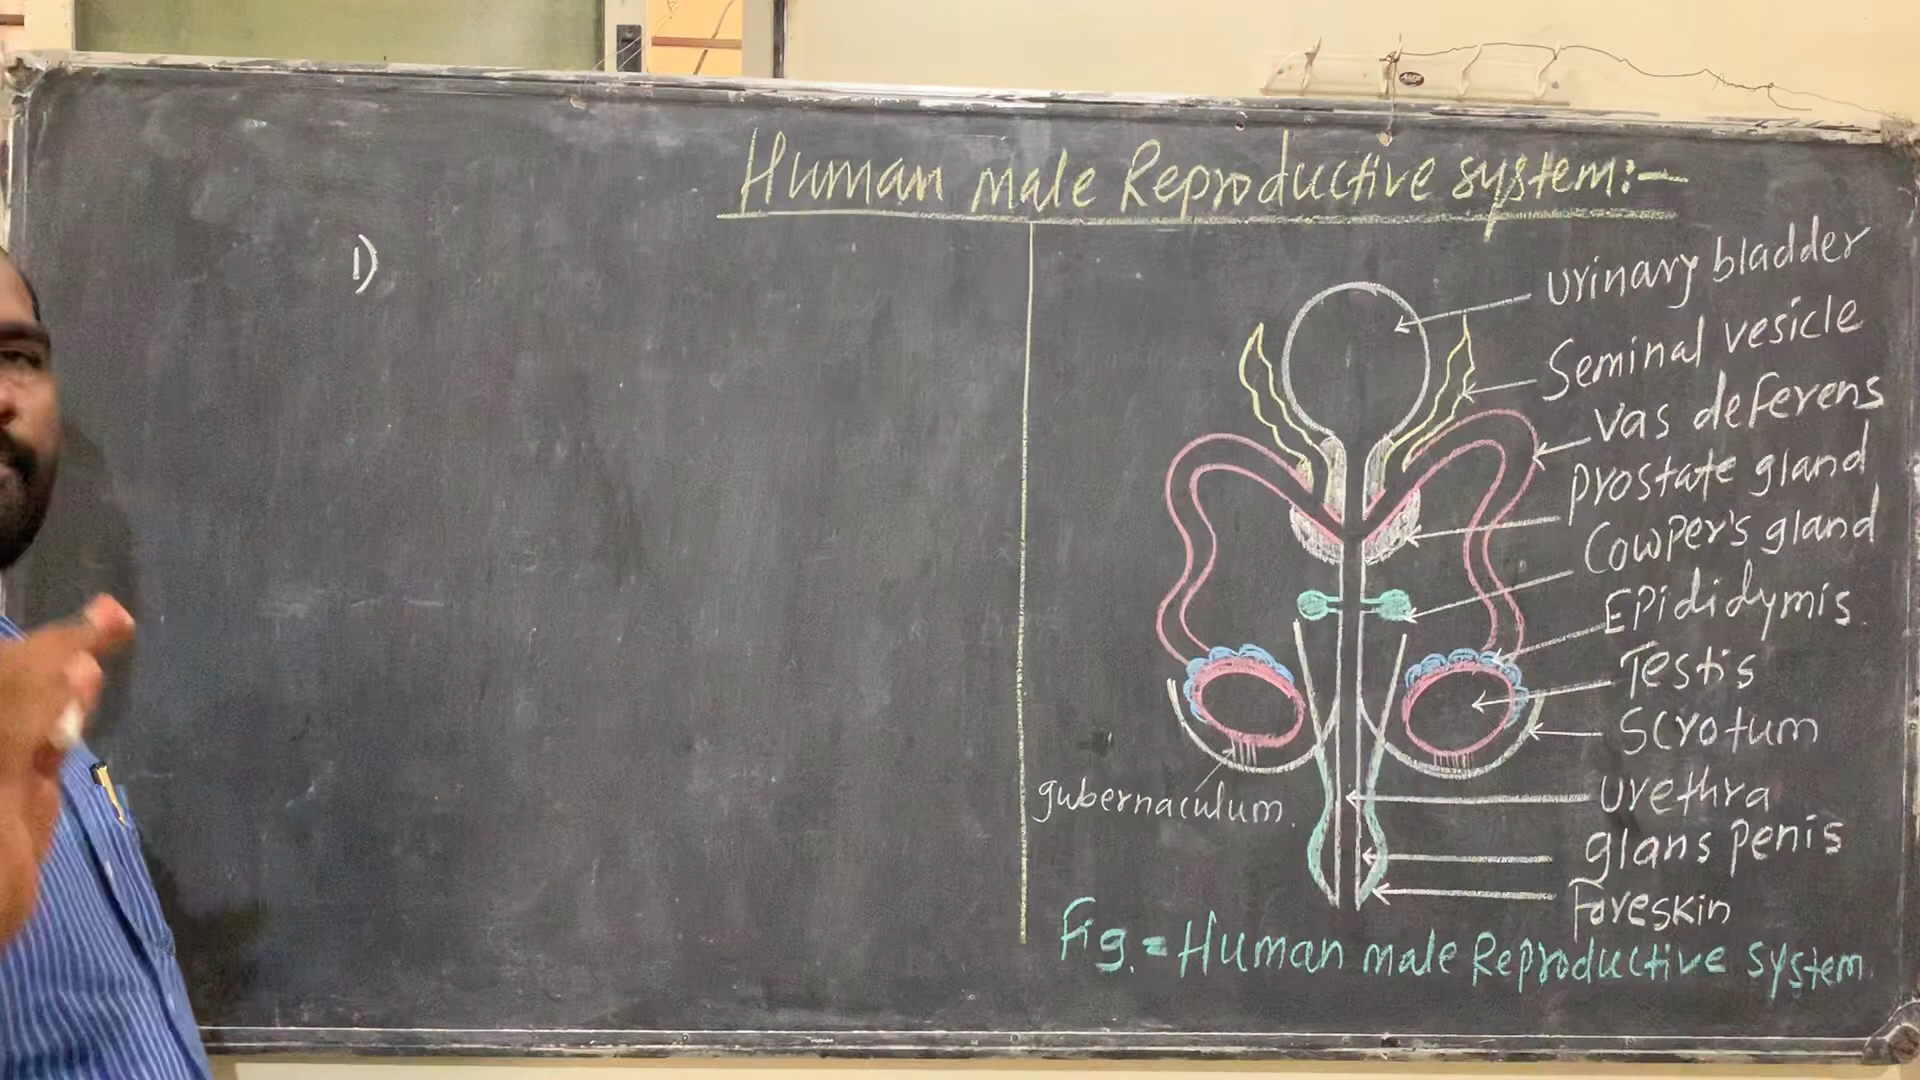 Human male Reproductive system:-
1)
urinary bladder
Seminal vesicle
vas deferens
prostate gland
Cowper's gland
Epididymis.
Testis
Scrotum
gubernaculum.
urethra
glans penis
Foreskin
Fig. = Human male Reproductive system.